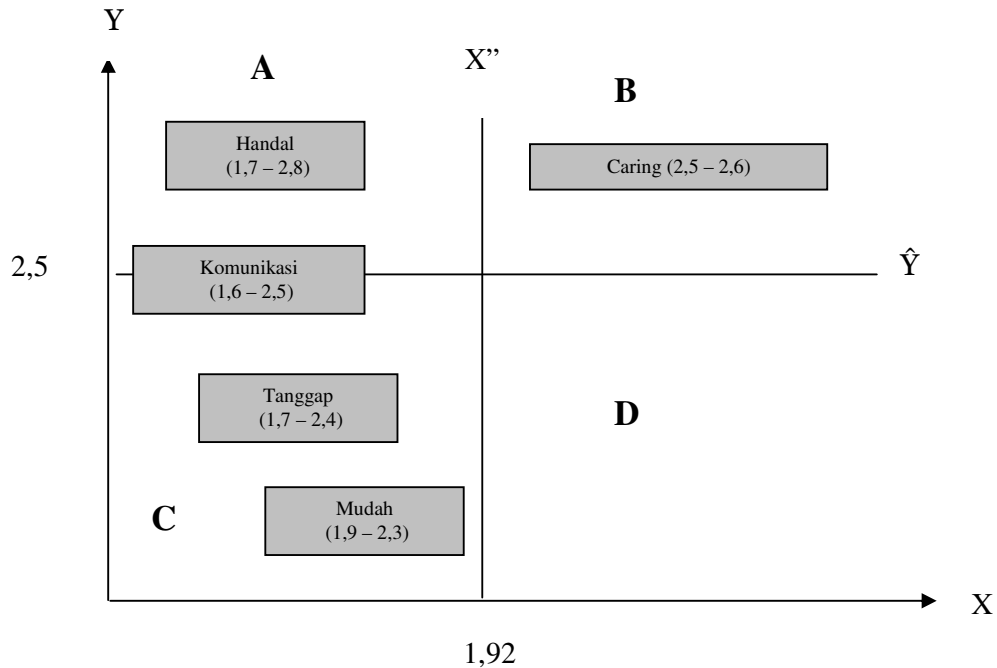 Y
A
X”
B
Handal
(1,7 – 2,8)
Caring (2,5 – 2,6)
2,5
Komunikasi
(1,6 – 2,5)
Ŷ
Tanggap
(1,7 – 2,4)
D
C
Mudah
(1,9 – 2,3)
X
1,92